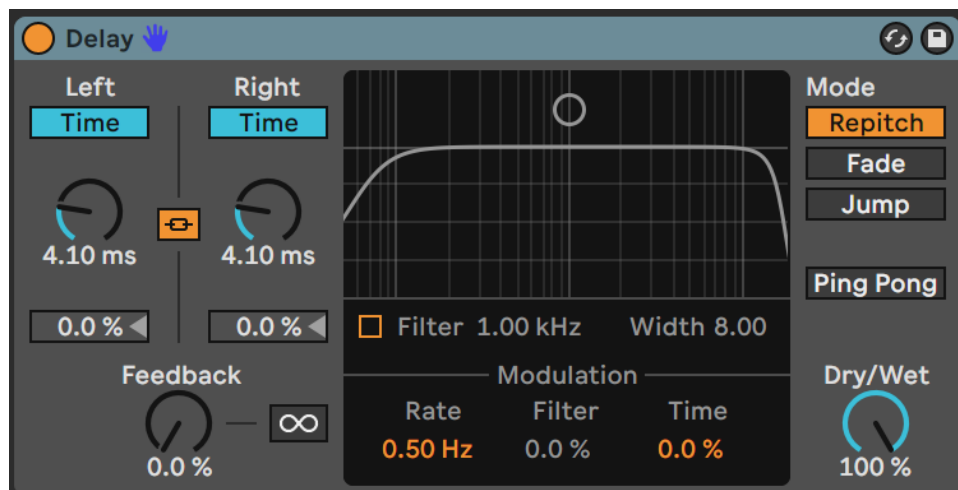 Delay
Left
Right
Mode
Time
Time
Repitch
Fade
Jump
4.10 ms
4.10 ms
Ping Pong
0.0 %
0.0 %
Filter 1.00 kHz
Width 8.00
Feedback
Modulation
Dry/Wet
Rate
Filter
Time
0.50 Hz
0.0 %
0.0 %
0.0 %
100 %